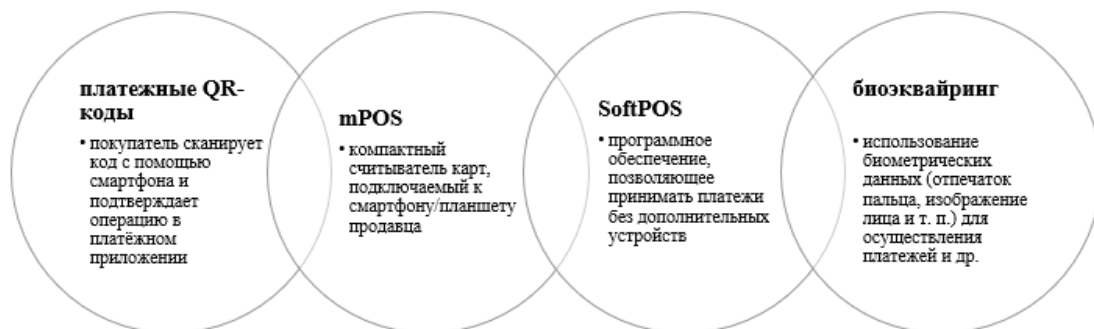 платежные QR-
коды
• покупатель сканирует
код с помощью
смартфона и
подтверждает
операцию в
платёжном
приложении
mPOS
• компактный
считыватель карт,
подключаемый к
смартфону/планшету
продавца
SoftPOS
• программное
обеспечение,
позволяющее
принимать платежи
без дополнительных
устройств
биоэквайринг
• использование
биометрических
данных (отпечаток
пальца, изображение
лица и т. п.) для
осуществления
платежей и др.